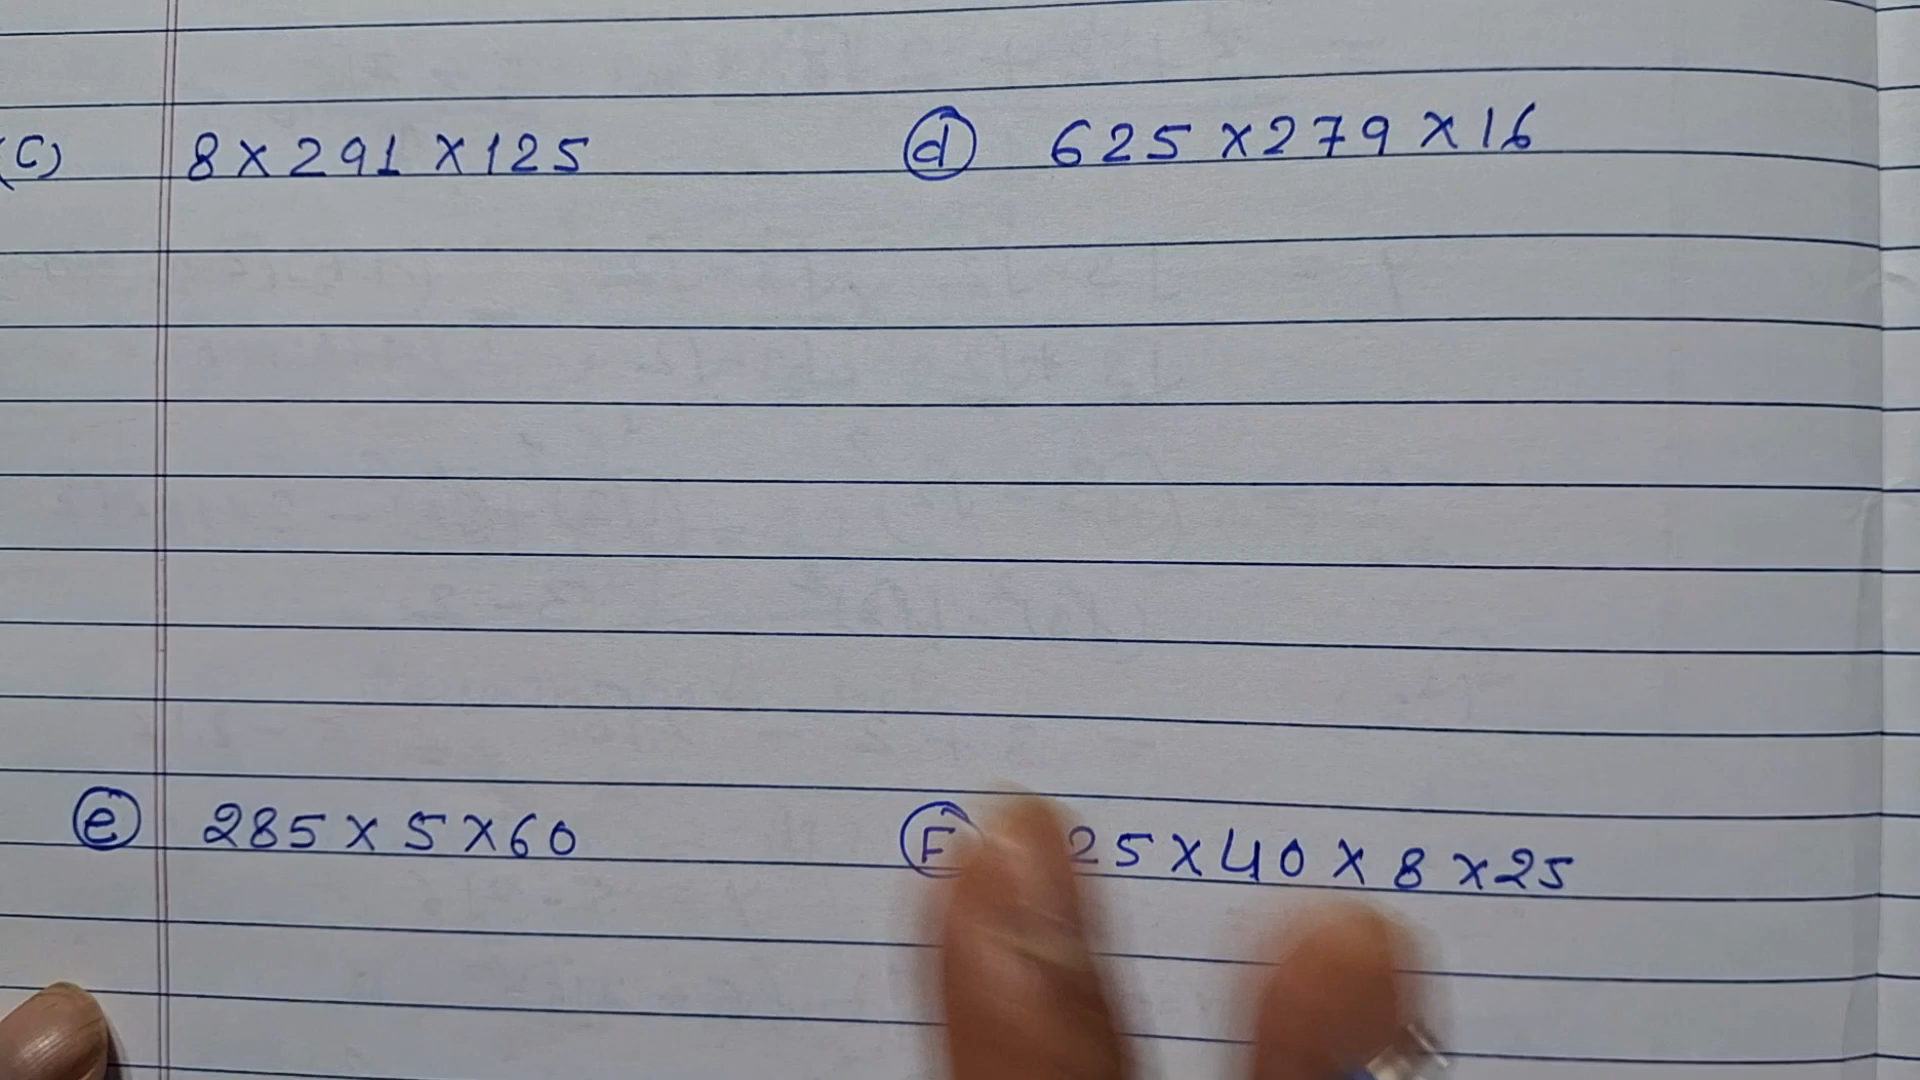 (C) 8 x 291 x 125
(d) 625 x 279 x 16
(e) 285 x 5 x 60
(F) 25 x 40 x 8 x 25